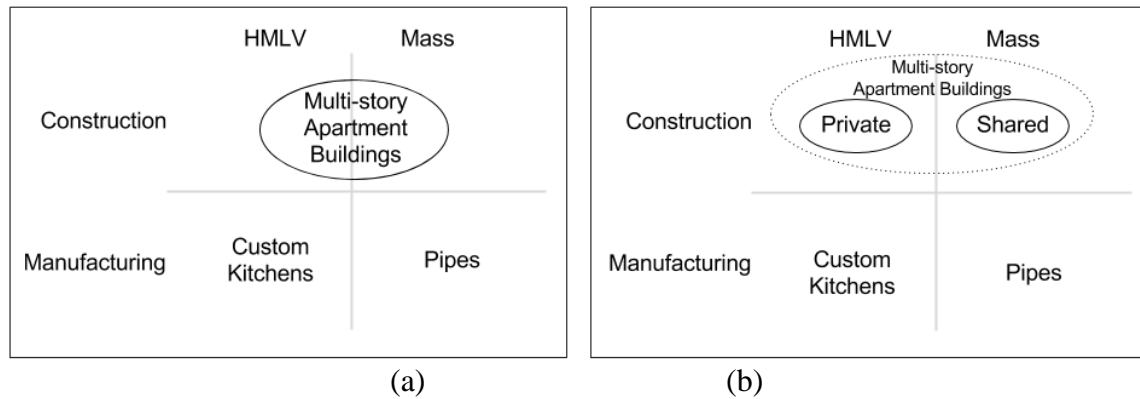 HMLV Mass
Multi-story
Apartment
Buildings
Construction
Manufacturing
Custom
Kitchens
Pipes
(a)
HMLV Mass
Multi-story
Apartment Buildings
Construction
Private
Shared
Manufacturing
Custom
Kitchens
Pipes
(b)